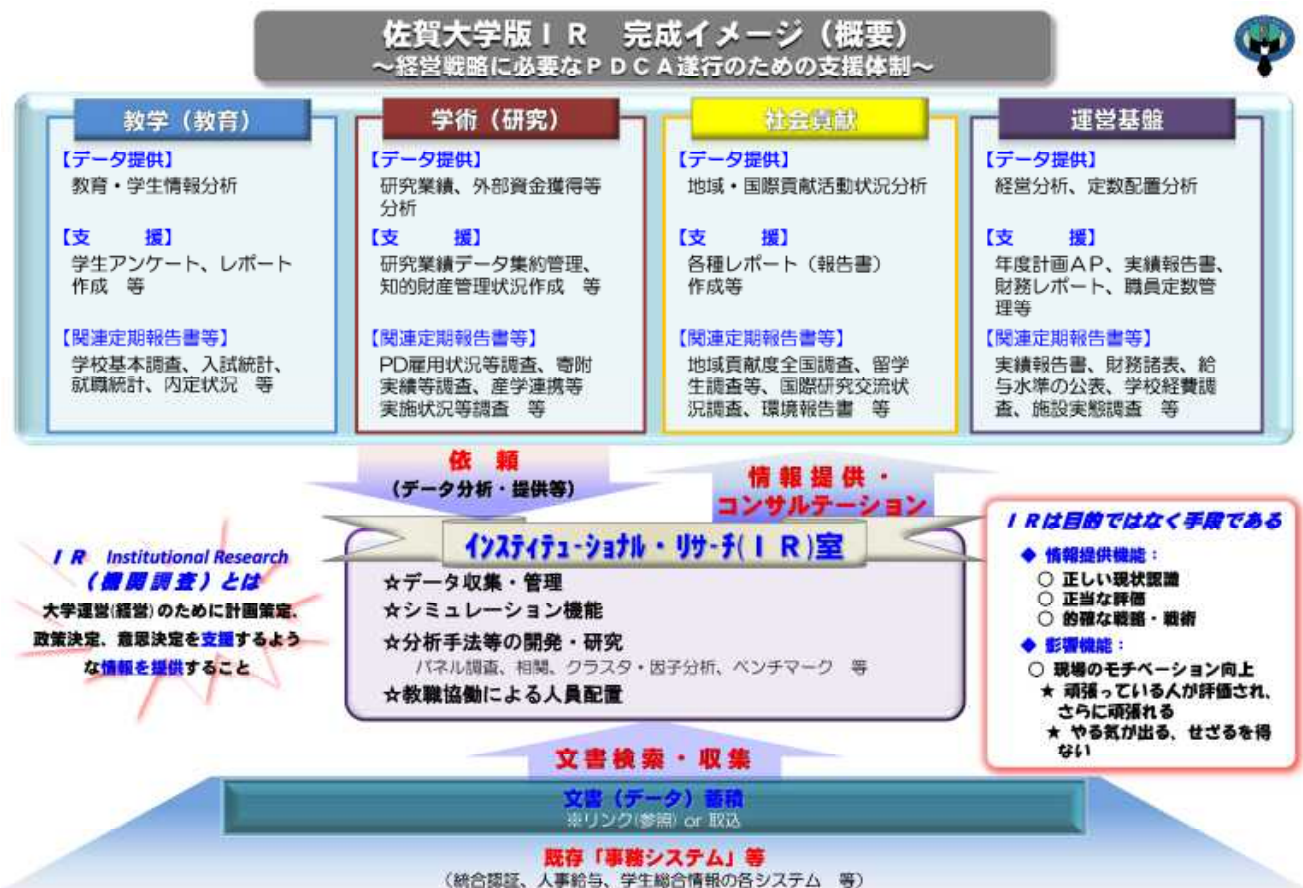 佐賀大学版ＩＲ　完成イメージ（概要）
～経営戦略に必要なＰＤＣＡ遂行のための支援体制～
教学（教育）
【データ提供】
教育・学生情報分析
【支　　援】
学生アンケート、レポート
作成　等
【関連定期報告書等】
学校基本調査、入試統計、
就職統計、内定状況　等
学術（研究）
【データ提供】
研究業績、外部資金獲得等
分析
【支　　援】
研究業績データ集約管理、
知的財産管理状況作成　等
【関連定期報告書等】
PD雇用状況等調査、寄附
実績等調査、産学連携等
実施状況等調査　等
社会貢献
【データ提供】
地域・国際貢献活動状況分析
【支　　援】
各種レポート（報告書）
作成等
【関連定期報告書等】
地域貢献度全国調査、留学
生調査等、国際研究交流状
況調査、環境報告書　等
運営基盤
【データ提供】
経営分析、定数配置分析
【支　　援】
年度計画ＡＰ、実績報告書、
財務レポート、職員定数管
理等
【関連定期報告書等】
実績報告書、財務諸表、給
与水準の公表、学校経費調
査、施設実態調査　等
依　頼
（データ分析・提供等）
情報提供・
コンサルテーション
ＩＲ　Institutional Research
（機関調査）とは
大学運営(経営)のために計画策定、
政策決定、意思決定を支援するよう
な情報を提供すること
インスティテューショナル・リサーチ(ＩＲ)室
☆データ収集・管理
☆シミュレーション機能
☆分析手法等の開発・研究
パネル調査、相関、クラスタ・因子分析、ベンチマーク　等
☆教職協働による人員配置
ＩＲは目的ではなく手段である
◆ 情報提供機能：
○ 正しい現状認識
○ 正当な評価
○ 的確な戦略・戦術
◆ 影響機能：
○ 現場のモチベーション向上
★ 頑張っている人が評価され、
さらに頑張れる
★ やる気が出る、せざるを得
ない
文書検索・収集
文書（データ）蓄積
※リンク(参照) or 取込
既存「事務システム」等
（統合認証、人事給与、学生総合情報の各システム　等）